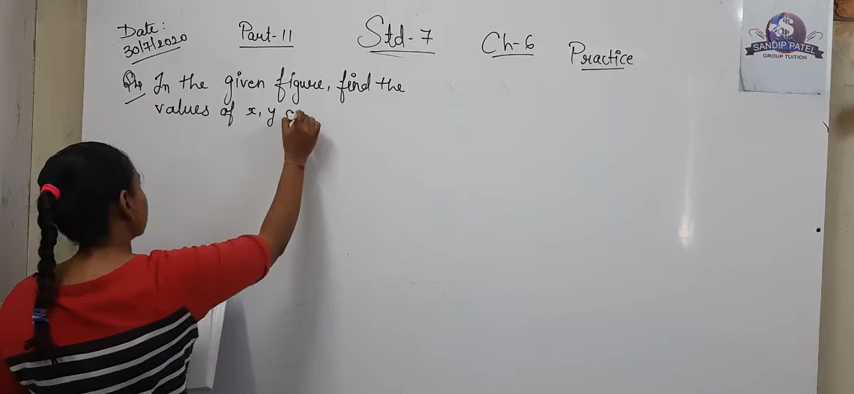 Date:
30/7/2020
Part-11
Std-7
Ch-6
Practice
SANDIP PATEL
GROUP TUITION
In the given figure, find the
values of x, y